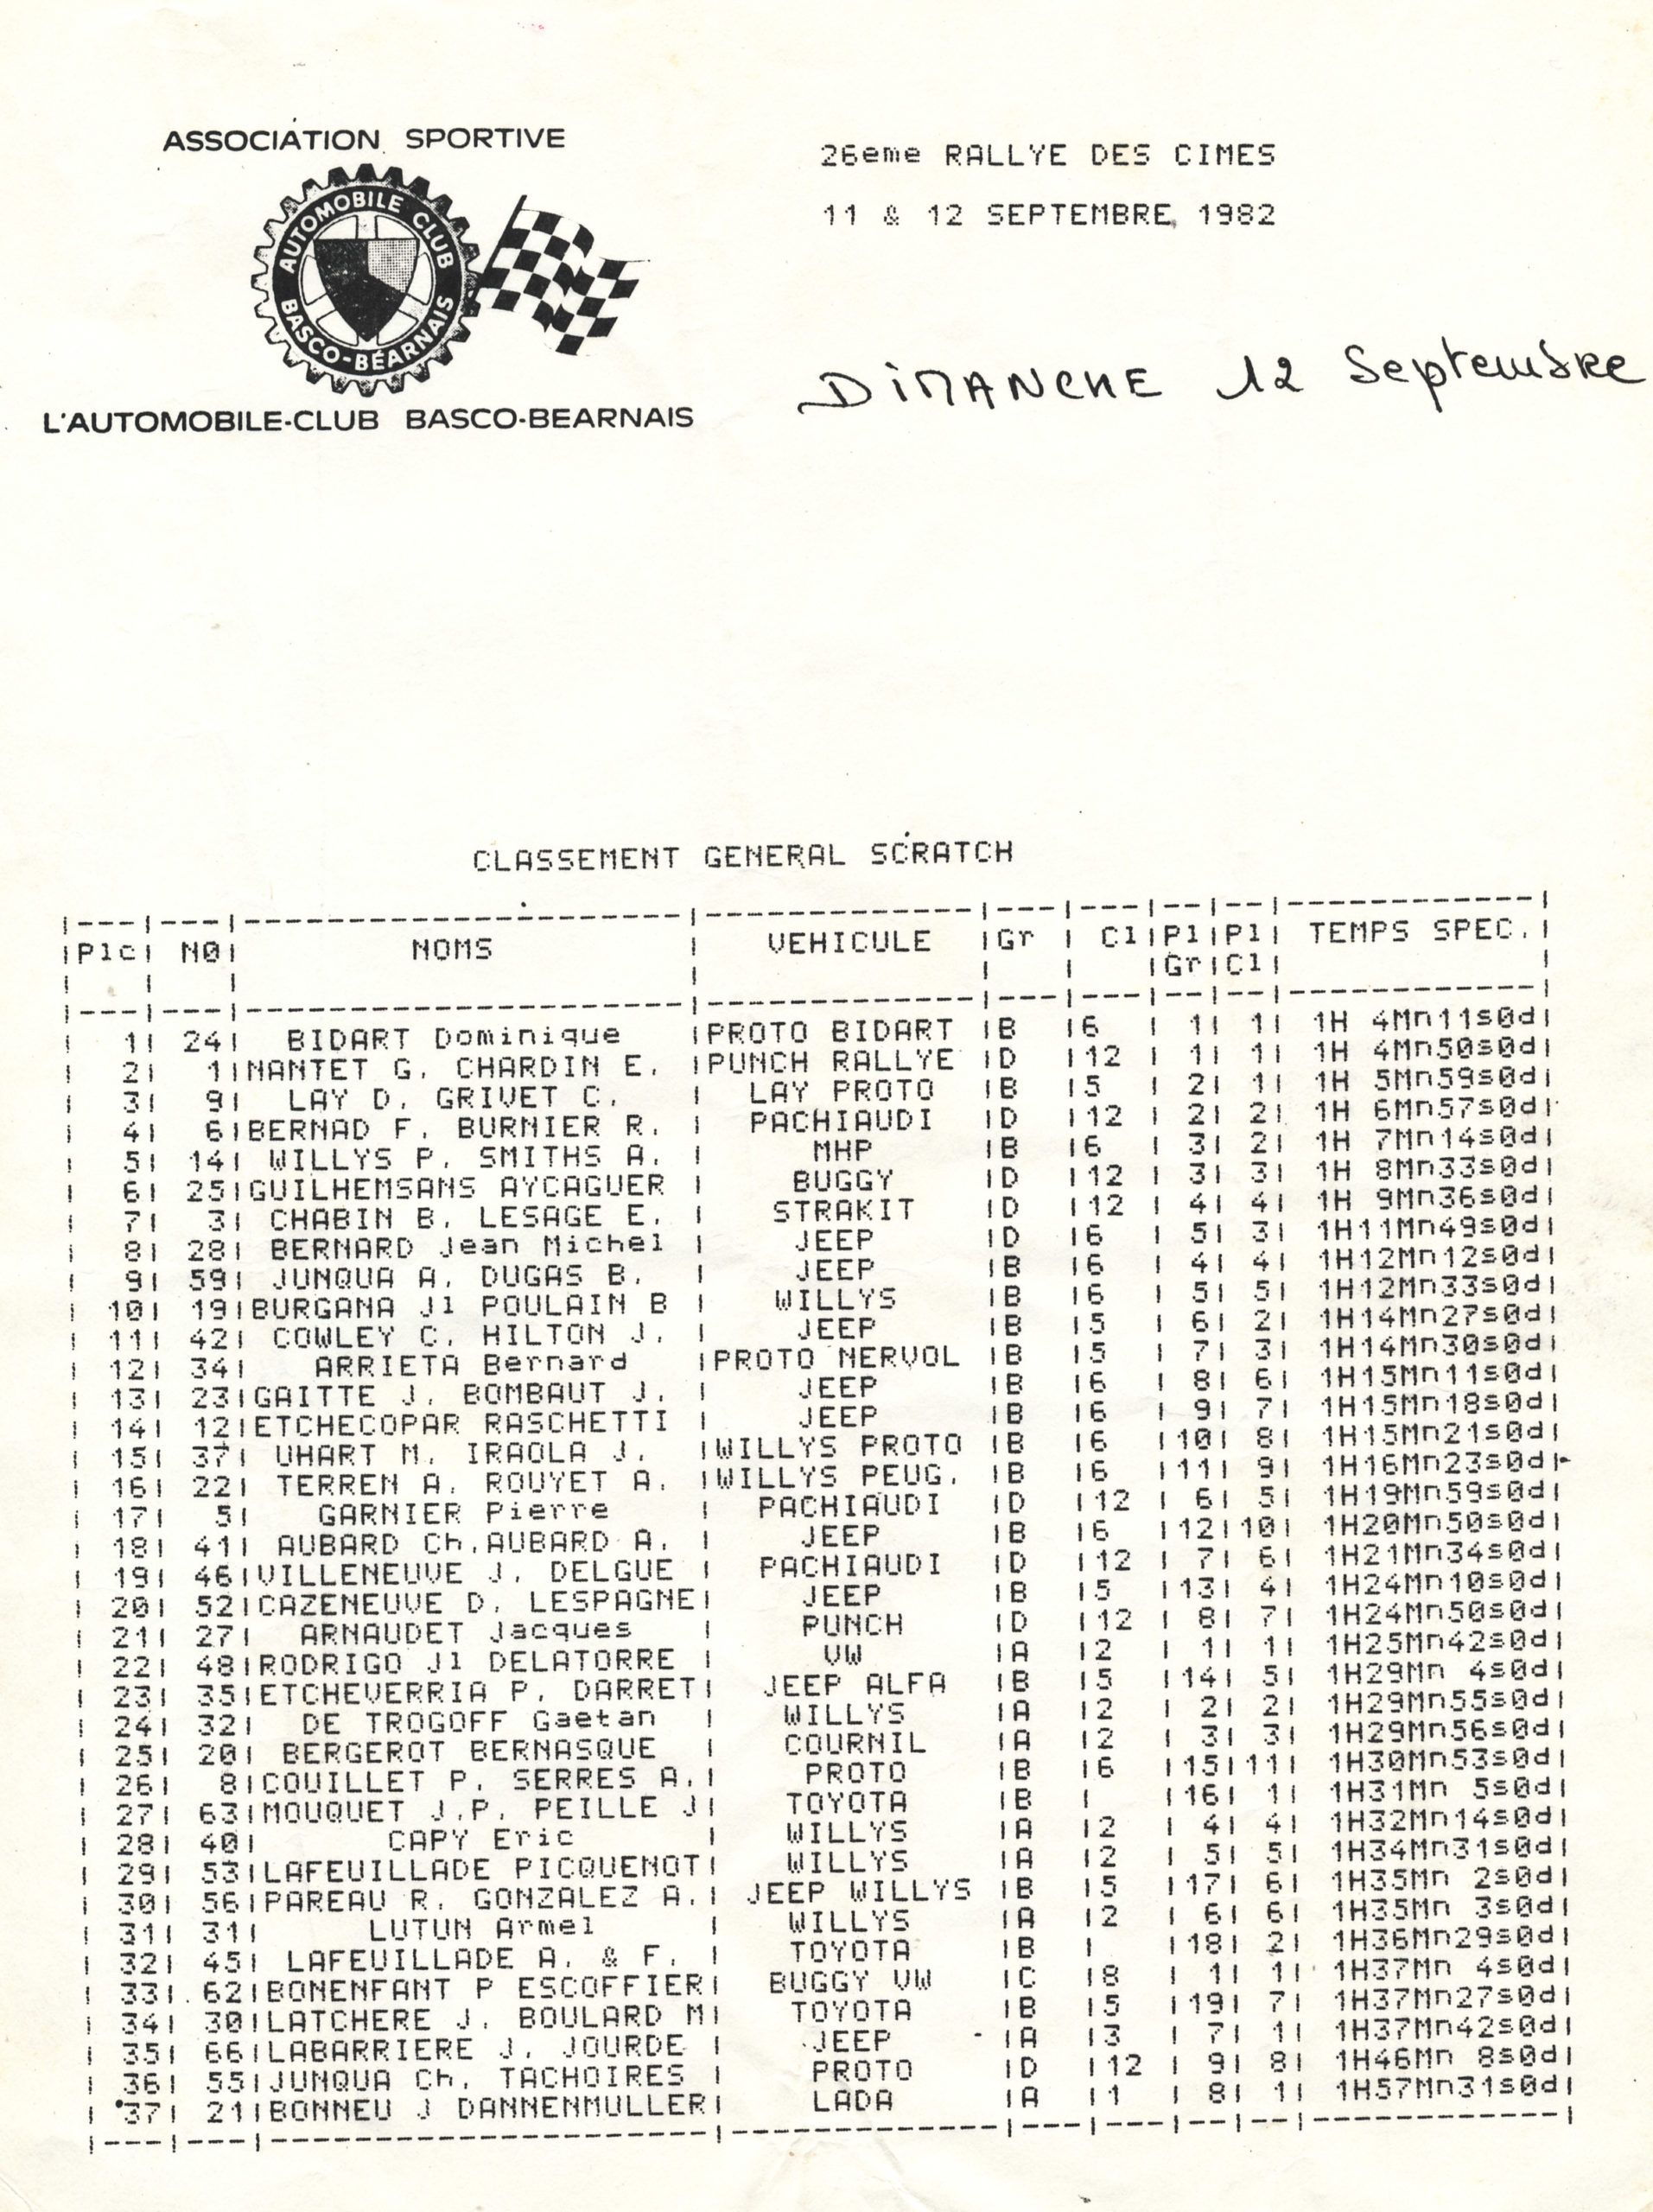 ASSOCIATION SPORTIVE
AUTOMOBILE CLUB
BASCO-BÉARNAIS
L'AUTOMOBILE-CLUB BASCO-BEARNAIS
26eme RALLYE DES CIMES
11 & 12 SEPTEMBRE 1982
DIMANCHE 12 Septembre
CLASSEMENT GENERAL SCRATCH
|---|---|---------------------|-------------|---|---|--|--|------------|
|Plc| N0| NOMS | VEHICULE |Gr | Cl|Pl|Pl| TEMPS SPEC.|
| | | | | | |Gr|Cl| |
|---|---|---------------------|-------------|---|---|--|--|------------|
| 1| 24| BIDART Dominique |PROTO BIDART |B |6 | 1| 1| 1H 4Mn11s0d|
| 2| 1|NANTET G. CHARDIN E. |PUNCH RALLYE |D |12 | 1| 1| 1H 4Mn50s0d|
| 3| 9| LAY D. GRIVET C. | LAY PROTO |B |5 | 2| 1| 1H 5Mn59s0d|
| 4| 6|BERNAD F. BURNIER R. | PACHIAUDI |D |12 | 2| 2| 1H 6Mn57s0d|
| 5| 14| WILLYS P. SMITHS A. | MHP |B |6 | 3| 2| 1H 7Mn14s0d|
| 6| 25|GUILHEMSANS AYCAGUER | BUGGY |D |12 | 3| 3| 1H 8Mn33s0d|
| 7| 3| CHABIN B. LESAGE E. | STRAKIT |D |12 | 4| 4| 1H 9Mn36s0d|
| 8| 28| BERNARD Jean Michel | JEEP |D |6 | 5| 3| 1H11Mn49s0d|
| 9| 59| JUNQUA A. DUGAS B. | JEEP |B |6 | 4| 4| 1H12Mn12s0d|
| 10| 19|BURGANA Jl POULAIN B | WILLYS |B |6 | 5| 5| 1H12Mn33s0d|
| 11| 42| COWLEY C. HILTON J. | JEEP |B |5 | 6| 2| 1H14Mn27s0d|
| 12| 34| ARRIETA Bernard |PROTO NERVOL |B |5 | 7| 3| 1H14Mn30s0d|
| 13| 23|GAITTE J. BOMBAUT J. | JEEP |B |6 | 8| 6| 1H15Mn11s0d|
| 14| 12|ETCHECOPAR RASCHETTI | JEEP |B |6 | 9| 7| 1H15Mn18s0d|
| 15| 37| UHART M. IRAOLA J. |WILLYS PROTO |B |6 |10| 8| 1H15Mn21s0d|
| 16| 22| TERREN A. ROUYET A. |WILLYS PEUG. |B |6 |11| 9| 1H16Mn23s0d|
| 17| 5| GARNIER Pierre | PACHIAUDI |D |12 | 6| 5| 1H19Mn59s0d|
| 18| 41| AUBARD Ch.AUBARD A. | JEEP |B |6 |12|10| 1H20Mn50s0d|
| 19| 46|VILLENEUVE J. DELGUE | PACHIAUDI |D |12 | 7| 6| 1H21Mn34s0d|
| 20| 52|CAZENEUVE D. LESPAGNE| JEEP |B |5 |13| 4| 1H24Mn10s0d|
| 21| 27| ARNAUDET Jacques | PUNCH |D |12 | 8| 7| 1H24Mn50s0d|
| 22| 48|RODRIGO Jl DELATORRE | VW |A |2 | 1| 1| 1H25Mn42s0d|
| 23| 35|ETCHEVERRIA P. DARRET| JEEP ALFA |B |5 |14| 5| 1H29Mn 4s0d|
| 24| 32| DE TROGOFF Gaetan | WILLYS |A |2 | 2| 2| 1H29Mn55s0d|
| 25| 20| BERGEROT BERNASQUE | COURNIL |A |2 | 3| 3| 1H29Mn56s0d|
| 26| 8|COUILLET P. SERRES A.| PROTO |B |6 |15|11| 1H30Mn53s0d|
| 27| 63|MOUQUET J.P. PEILLE J| TOYOTA |B | |16| 1| 1H31Mn 5s0d|
| 28| 40| CAPY Eric | WILLYS |A |2 | 4| 4| 1H32Mn14s0d|
| 29| 53|LAFEUILLADE PICQUENOT| WILLYS |A |2 | 5| 5| 1H34Mn31s0d|
| 30| 56|PAREAU R. GONZALEZ A.| JEEP WILLYS |B |5 |17| 6| 1H35Mn 2s0d|
| 31| 31| LUTUN Armel | WILLYS |A |2 | 6| 6| 1H35Mn 3s0d|
| 32| 45| LAFEUILLADE A. & F. | TOYOTA |B | |18| 2| 1H36Mn29s0d|
| 33| 62|BONENFANT P ESCOFFIER| BUGGY VW |C |8 | 1| 1| 1H37Mn 4s0d|
| 34| 30|LATCHERE J. BOULARD M| TOYOTA |B |5 |19| 7| 1H37Mn27s0d|
| 35| 66|LABARRIERE J. JOURDE | JEEP |A |3 | 7| 1| 1H37Mn42s0d|
| 36| 55|JUNQUA Ch. TACHOIRES | PROTO |D |12 | 9| 8| 1H46Mn 8s0d|
| 37| 21|BONNEU J DANNENMULLER| LADA |A |1 | 8| 1| 1H57Mn31s0d|
|---|---|---------------------|-------------|---|---|--|--|------------|